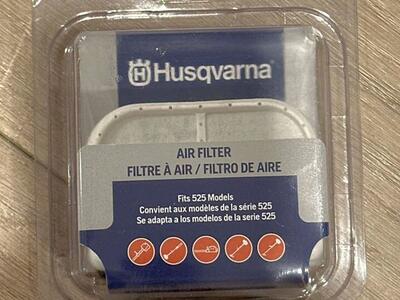 H Husqvarna
AIR FILTER
FILTRE À AIR / FILTRO DE AIRE
Fits 525 Models
Convient aux modèles de la série 525
Se adapta a los modelos de la serie 525